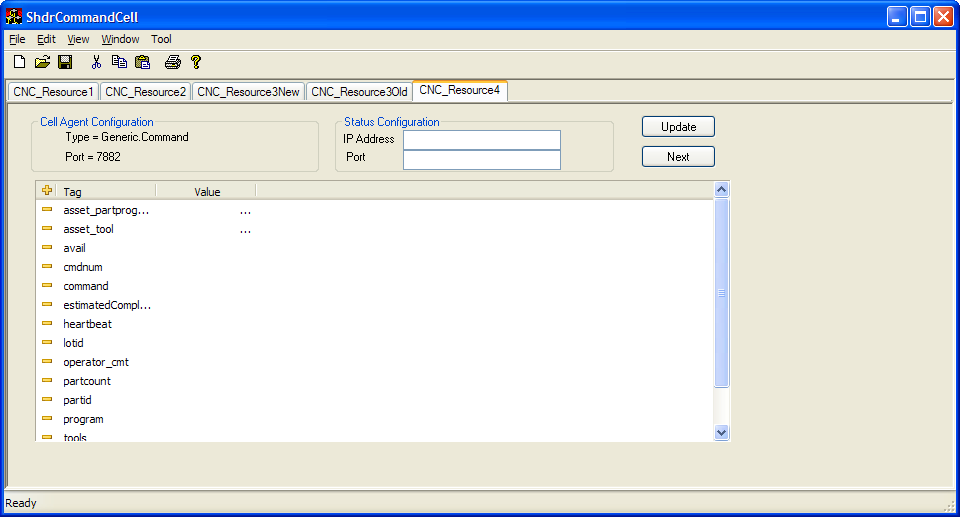 ShdrCommandCell
File Edit View Window Tool
CNC_Resource1 CNC_Resource2 CNC_Resource3New CNC_Resource3Old CNC_Resource4
Cell Agent Configuration
Type = Generic.Command
Port = 7882
Status Configuration
IP Address
Port
Update
Next
Tag Value
asset_partprog... ...
asset_tool ...
avail
cmdnum
command
estimatedCompl...
heartbeat
lotid
operator_cmt
partcount
partid
program
tools
Ready